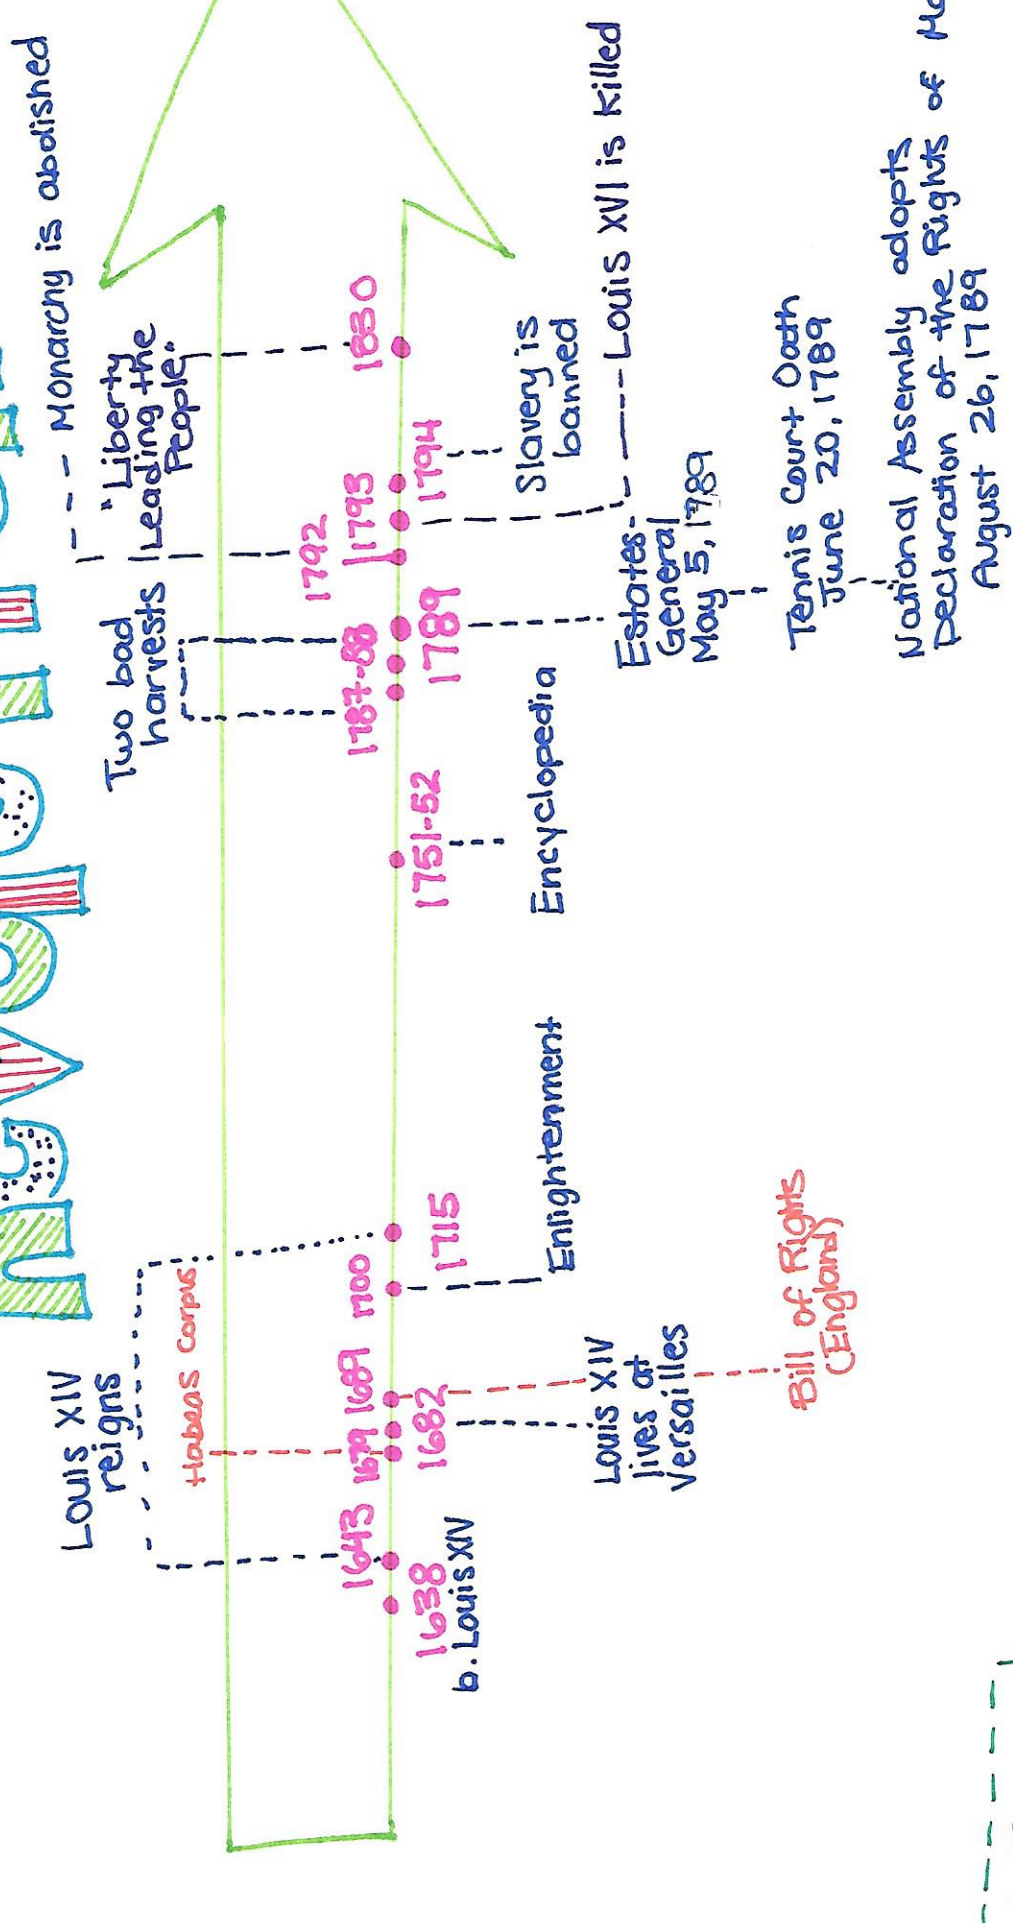 Monarchy is abolished
Louis XIV
reigns
Two bad
harvests
"Liberty
Leading the
People"
Habeas Corpus
1792
1643
1679
1689
1700
1787-88
1793
1830
1638
1682
1715
1751-52
1789
1794
b. Louis XIV
Enlightenment
Encyclopedia
Slavery is
banned
Louis XIV
lives at
Versailles
Estates-
General
May 5, 1789
Louis XVI is killed
Bill of Rights
(England)
Tennis Court Oath
June 20, 1789
National Assembly adopts
Declaration of the Rights of
August 26, 1789